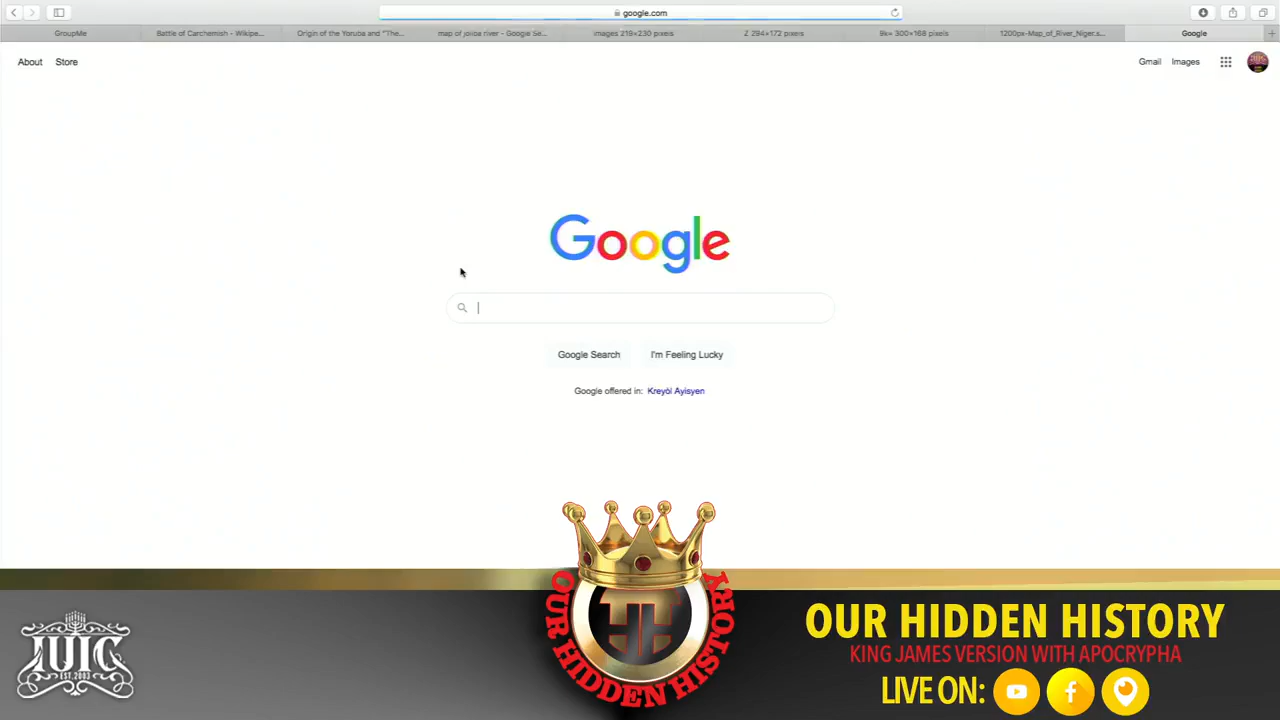 google.com
GroupMe
Battle of Carchemish - Wikipe...
Origin of the Yoruba and "The...
map of joliba river - Google Se...
images 219×230 pixels
Z 294×172 pixels
9k= 300×168 pixels
1200px-Map_of_River_Niger.s...
Google
About
Store
Gmail
Images
Google
Google Search
I'm Feeling Lucky
Google offered in: Kreyòl Ayisyen
OUR HIDDEN HISTORY
IUIC
EST. 2003
OUR HIDDEN HISTORY
KING JAMES VERSION WITH APOCRYPHA
LIVE ON: